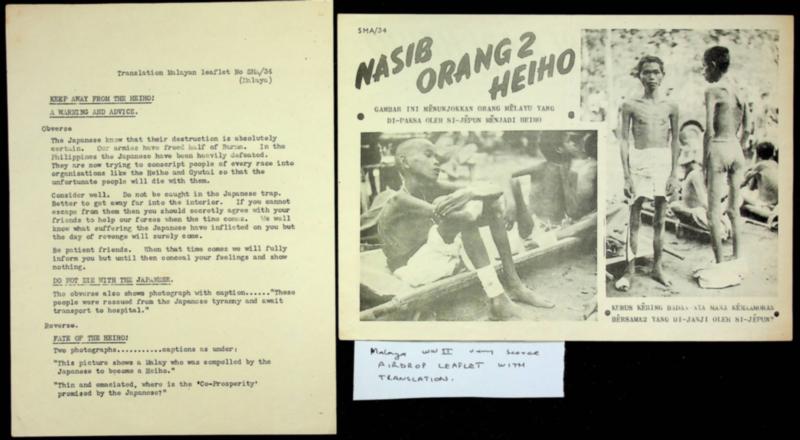 Translation Malayan leaflet No SMA/34
(Malaya)
KEEP AWAY FROM THE HEIHO!
A WARNING AND ADVICE.
Obverse
The Japanese know that their destruction is absolutely
certain. Our armies have freed half of Burma. In the
Philippines the Japanese have been heavily defeated.
They are now trying to conscript people of every race into
organisations like the Heiho and Gyutai so that the
unfortunate people will die with them.
Consider well. Do not be caught in the Japanese trap.
Better to get away far into the interior. If you cannot
escape from them then you should secretly agree with your
friends to help our forces when the time comes. We well
know what suffering the Japanese have inflicted on you but
the day of revenge will surely come.
Be patient friends. When that time comes we will fully
inform you but until then conceal your feelings and show
nothing.
DO NOT DIE WITH THE JAPANESE.
The obverse also shows photograph with caption......"These
people were rescued from the Japanese tyranny and await
transport to hospital."
Reverse.
FATE OF THE HEIHO!
Two photographs...........captions as under:
"This picture shows a Malay who was compelled by the
Japanese to become a Heiho."
"Thin and emaciated, where is the 'Co-Prosperity'
promised by the Japanese?"
SMA/34
NASIB
ORANG2
HEIHO
GAMBAR INI MĔNUNJOKKAN ORANG MĔLAYU YANG
DI-PAKSA OLEH SI-JĔPUN MĔNJADI HEIHO
KURUS KĔRING BADAN-NYA MANA KĔMAAMORAN
BĔRSAMA2 YANG DI-JANJI OLEH SI-JĔPUN?
Malaya WW II very scarce
AIRDROP LEAFLET WITH
TRANSLATION.